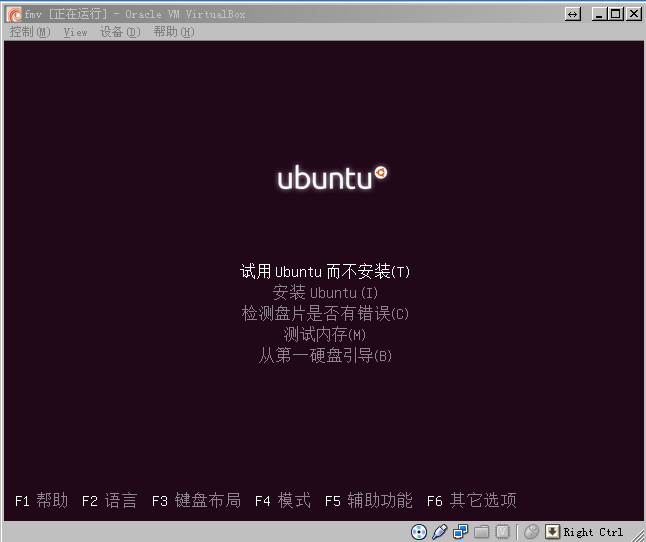 fmv [正在运行] - Oracle VM VirtualBox
控制(M) View 设备(D) 帮助(H)
ubuntu
试用 Ubuntu 而不安装(T)
安装 Ubuntu (I)
检测盘片是否有错误(C)
测试内存(M)
从第一硬盘引导(B)
F1 帮助 F2 语言 F3 键盘布局 F4 模式 F5 辅助功能 F6 其它选项
Right Ctrl